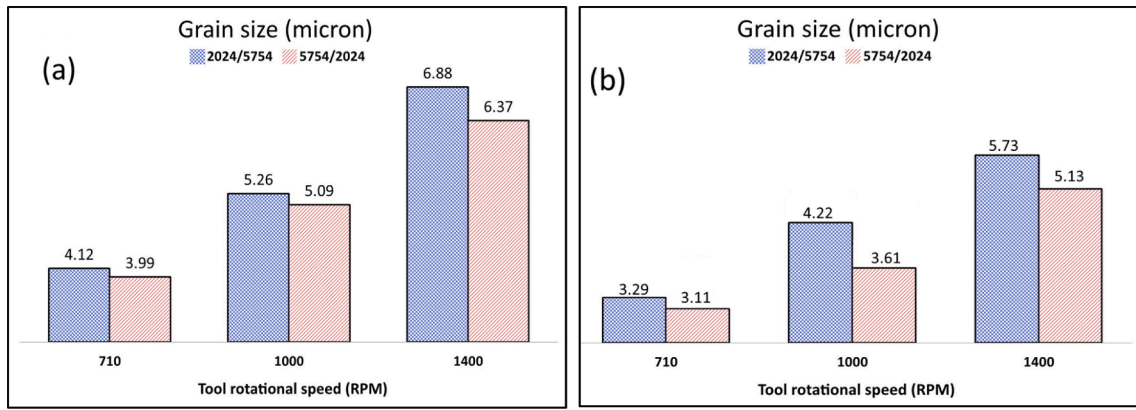 Grain size (micron)
2024/5754 5754/2024
(a)
6.88
6.37
5.26
5.09
4.12
3.99
710 1000 1400
Tool rotational speed (RPM)
Grain size (micron)
2024/5754 5754/2024
(b)
5.73
5.13
4.22
3.61
3.29
3.11
710 1000 1400
Tool rotational speed (RPM)